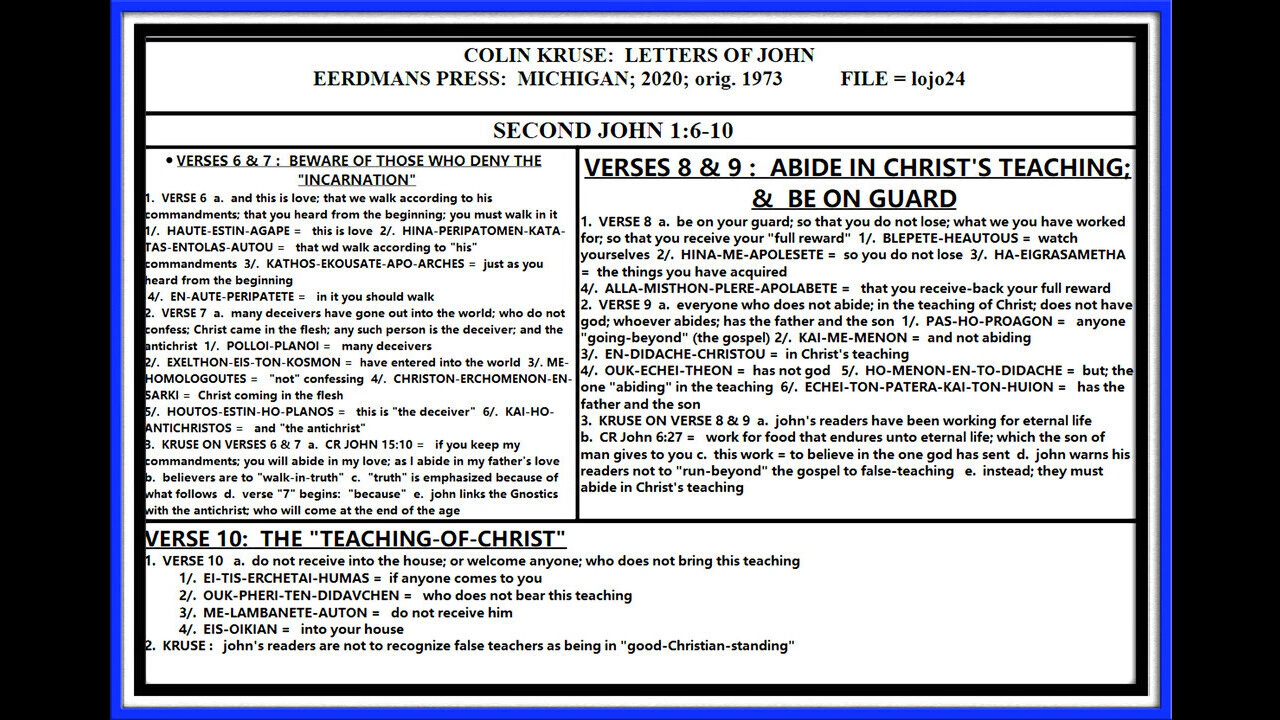 COLIN KRUSE: LETTERS OF JOHN
EERDMANS PRESS: MICHIGAN; 2020; orig. 1973 FILE = lojo24
SECOND JOHN 1:6-10
• VERSES 6 & 7 : BEWARE OF THOSE WHO DENY THE
"INCARNATION"
1. VERSE 6 a. and this is love; that we walk according to his
commandments; that you heard from the beginning; you must walk in it
1/. HAUTE-ESTIN-AGAPE = this is love 2/. HINA-PERIPATOMEN-KATA-
TAS-ENTOLAS-AUTOU = that wd walk according to "his"
commandments 3/. KATHOS-EKOUSATE-APO-ARCHES = just as you
heard from the beginning
4/. EN-AUTE-PERIPATETE = in it you should walk
2. VERSE 7 a. many deceivers have gone out into the world; who do not
confess; Christ came in the flesh; any such person is the deceiver; and the
antichrist 1/. POLLOI-PLANOI = many deceivers
2/. EXELTHON-EIS-TON-KOSMON = have entered into the world 3/. ME-
HOMOLOGOUTES = "not" confessing 4/. CHRISTON-ERCHOMENON-EN-
SARKI = Christ coming in the flesh
5/. HOUTOS-ESTIN-HO-PLANOS = this is "the deceiver" 6/. KAI-HO-
ANTICHRISTOS = and "the antichrist"
3. KRUSE ON VERSES 6 & 7 a. CR JOHN 15:10 = if you keep my
commandments; you will abide in my love; as I abide in my father's love
b. believers are to "walk-in-truth" c. "truth" is emphasized because of
what follows d. verse "7" begins: "because" e. john links the Gnostics
with the antichrist; who will come at the end of the age
VERSES 8 & 9 : ABIDE IN CHRIST'S TEACHING;
& BE ON GUARD
1. VERSE 8 a. be on your guard; so that you do not lose; what we you have worked
for; so that you receive your "full reward" 1/. BLEPETE-HEAUTOUS = watch
yourselves 2/. HINA-ME-APOLESETE = so you do not lose 3/. HA-EIGRASAMETHA
= the things you have acquired
4/. ALLA-MISTHON-PLERE-APOLABETE = that you receive-back your full reward
2. VERSE 9 a. everyone who does not abide; in the teaching of Christ; does not have
god; whoever abides; has the father and the son 1/. PAS-HO-PROAGON = anyone
"going-beyond" (the gospel) 2/. KAI-ME-MENON = and not abiding
3/. EN-DIDACHE-CHRISTOU = in Christ's teaching
4/. OUK-ECHEI-THEON = has not god 5/. HO-MENON-EN-TO-DIDACHE = but; the
one "abiding" in the teaching 6/. ECHEI-TON-PATERA-KAI-TON-HUION = has the
father and the son
3. KRUSE ON VERSE 8 & 9 a. john's readers have been working for eternal life
b. CR John 6:27 = work for food that endures unto eternal life; which the son of
man gives to you c. this work = to believe in the one god has sent d. john warns his
readers not to "run-beyond" the gospel to false-teaching e. instead; they must
abide in Christ's teaching
VERSE 10: THE "TEACHING-OF-CHRIST"
1. VERSE 10 a. do not receive into the house; or welcome anyone; who does not bring this teaching
1/. EI-TIS-ERCHETAI-HUMAS = if anyone comes to you
2/. OUK-PHERI-TEN-DIDAVCHEN = who does not bear this teaching
3/. ME-LAMBANETE-AUTON = do not receive him
4/. EIS-OIKIAN = into your house
2. KRUSE : john's readers are not to recognize false teachers as being in "good-Christian-standing"